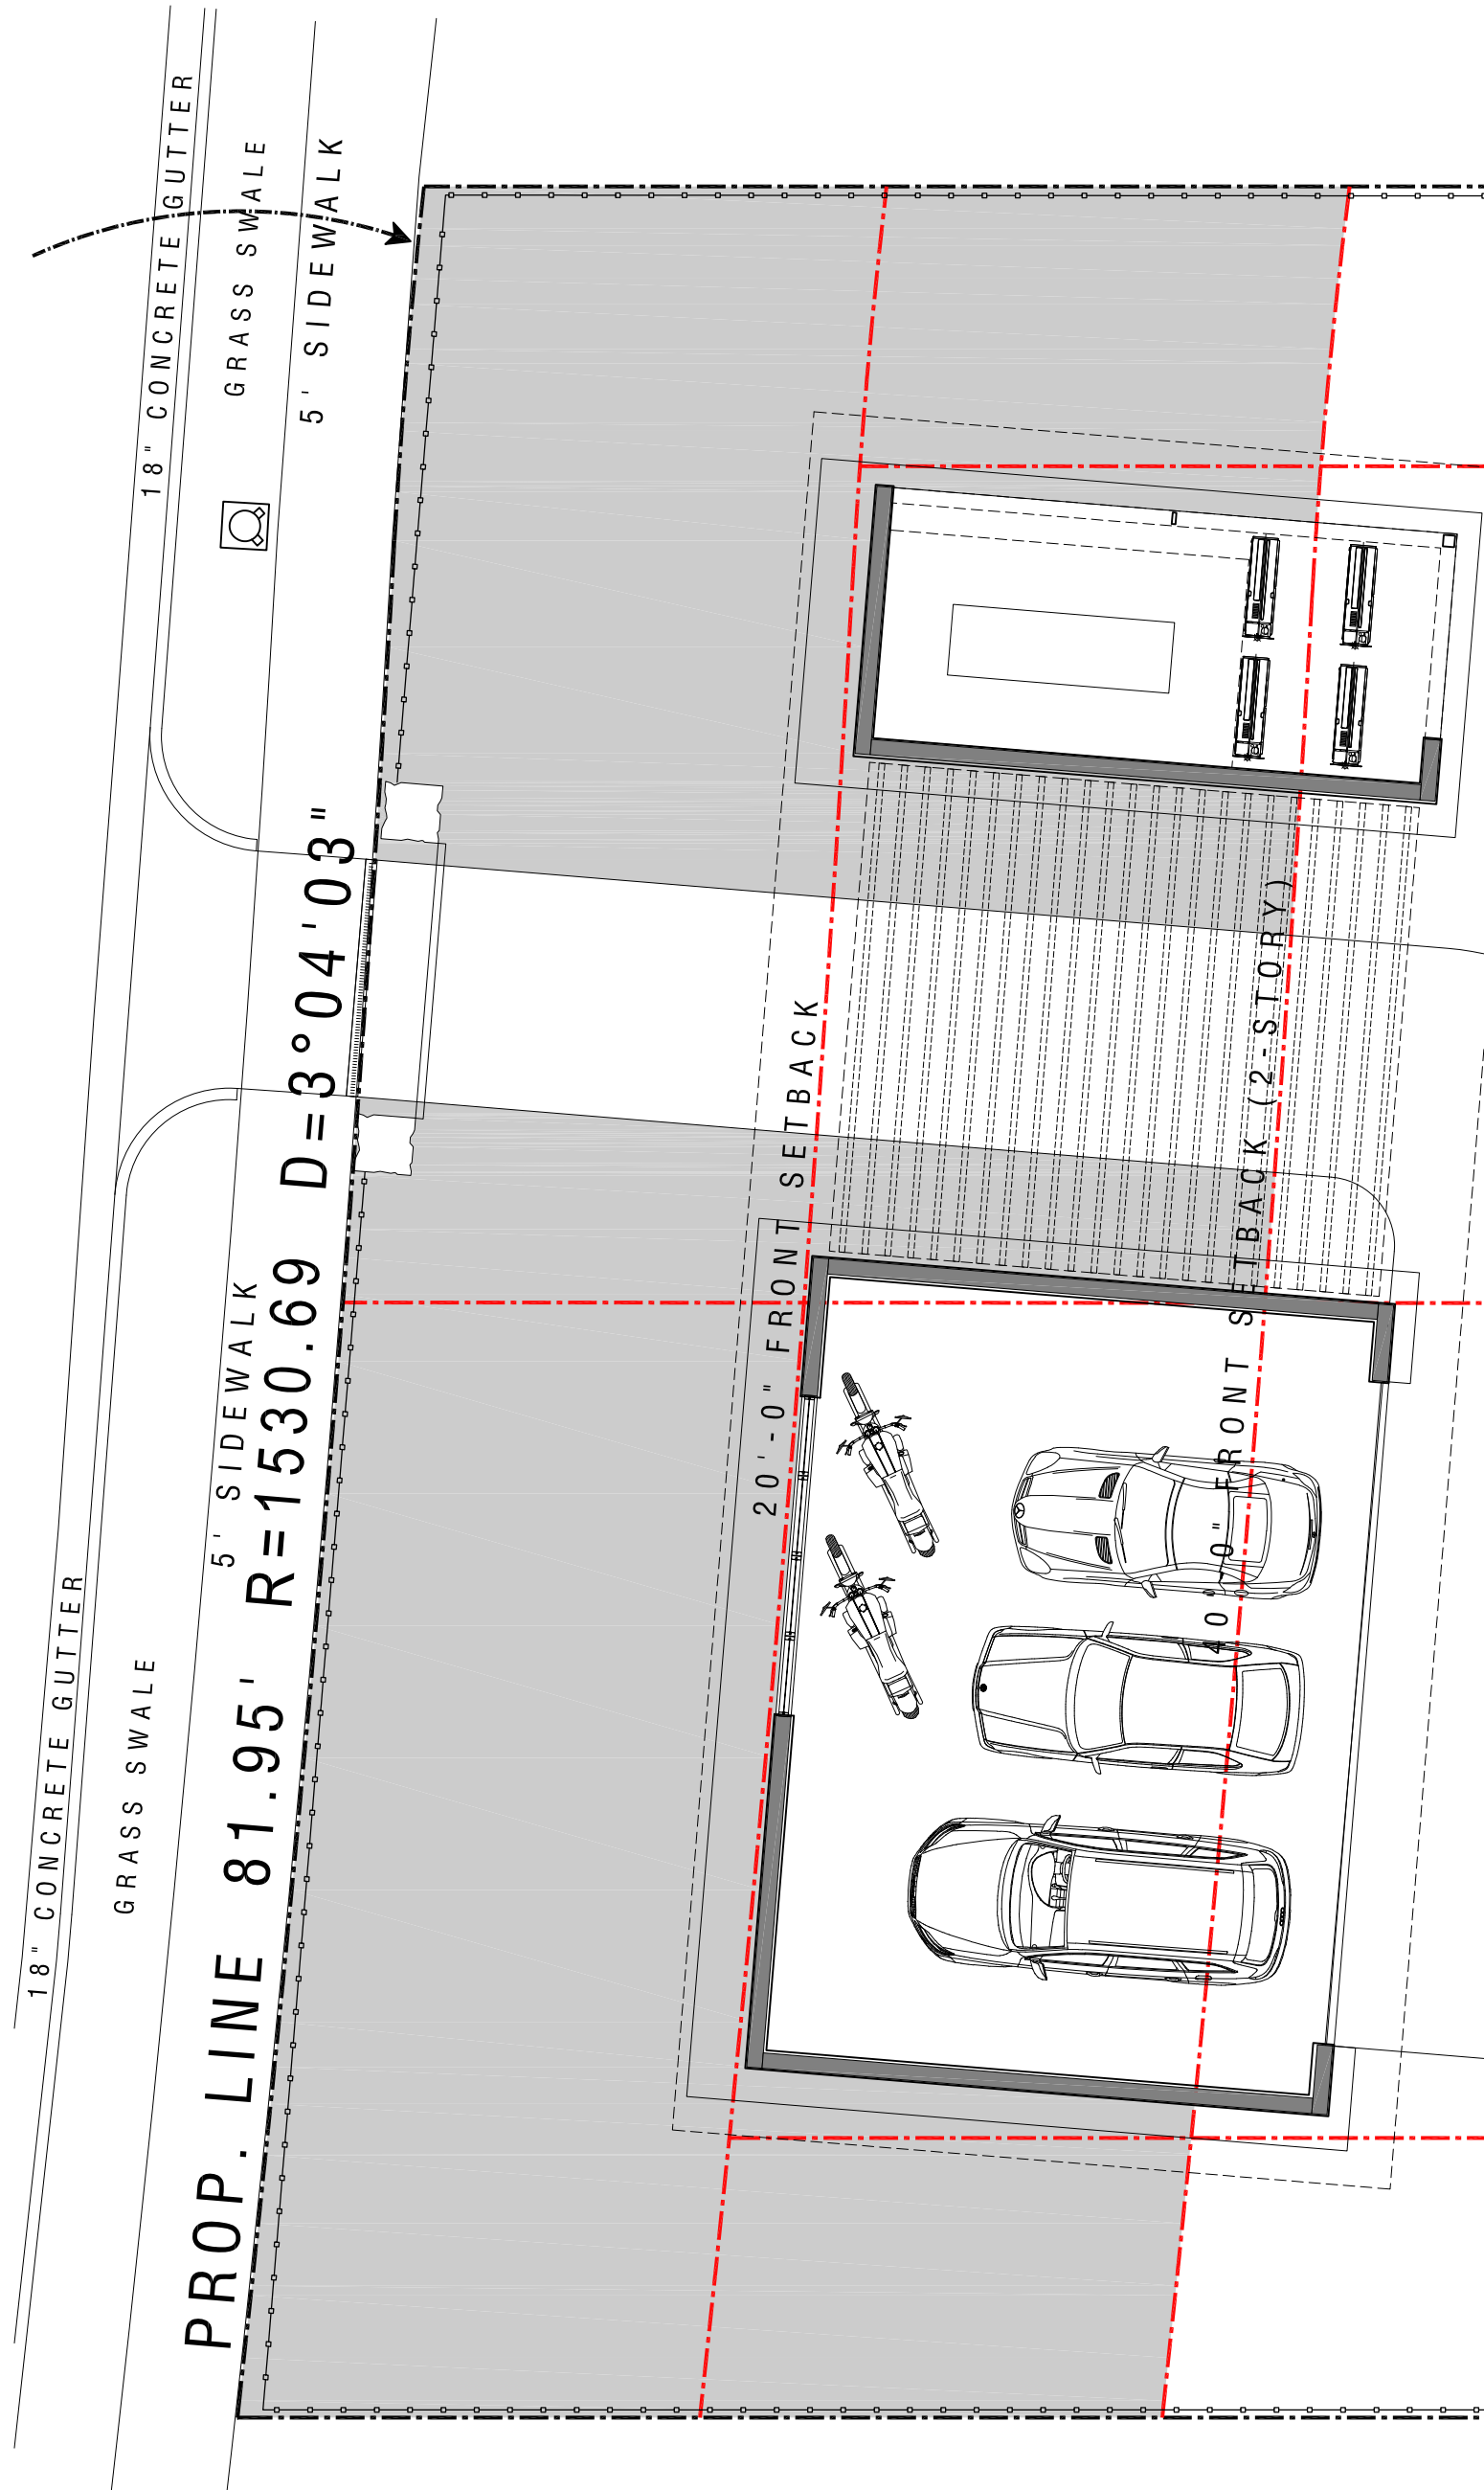 18" CONCRETE GUTTER
GRASS SWALE
5' SIDEWALK
PROP. LINE 81.95' R=1530.69 D=3°04'03"
20'-0" FRONT SETBACK
40'-0" FRONT SETBACK (2-STORY)
5' SIDEWALK
18" CONCRETE GUTTER
GRASS SWALE